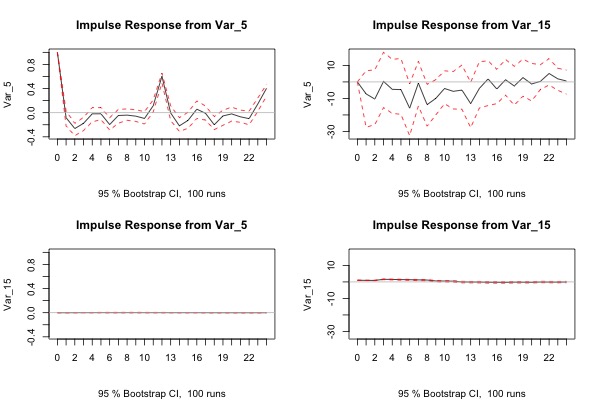 Impulse Response from Var_5
Var_5
-0.4 0.0 0.4 0.8
0 2 4 6 8 10 13 16 19 22
95 % Bootstrap CI, 100 runs
Impulse Response from Var_15
Var_5
-30 -10 10
0 2 4 6 8 10 13 16 19 22
95 % Bootstrap CI, 100 runs
Impulse Response from Var_5
Var_15
-0.4 0.0 0.4 0.8
0 2 4 6 8 10 13 16 19 22
95 % Bootstrap CI, 100 runs
Impulse Response from Var_15
Var_15
-30 -10 10
0 2 4 6 8 10 13 16 19 22
95 % Bootstrap CI, 100 runs